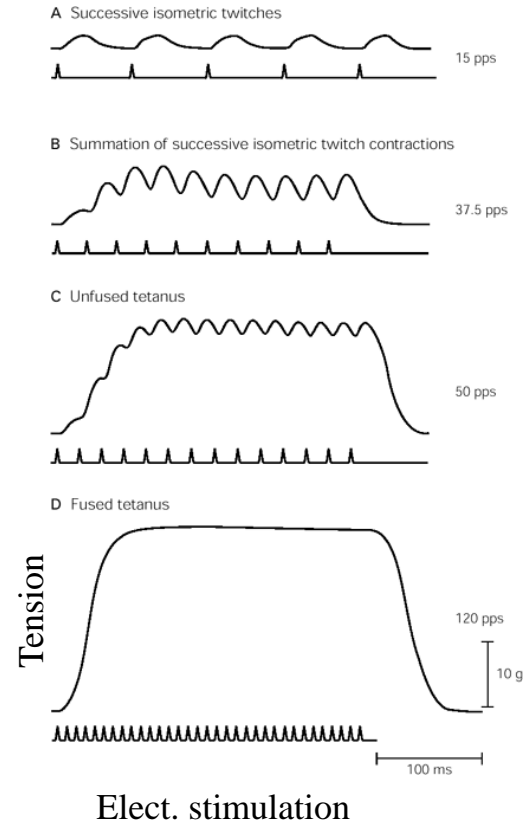 A Successive isometric twitches
15 pps
B Summation of successive isometric twitch contractions
37.5 pps
C Unfused tetanus
50 pps
D Fused tetanus
Tension
120 pps
10 g
100 ms
Elect. stimulation